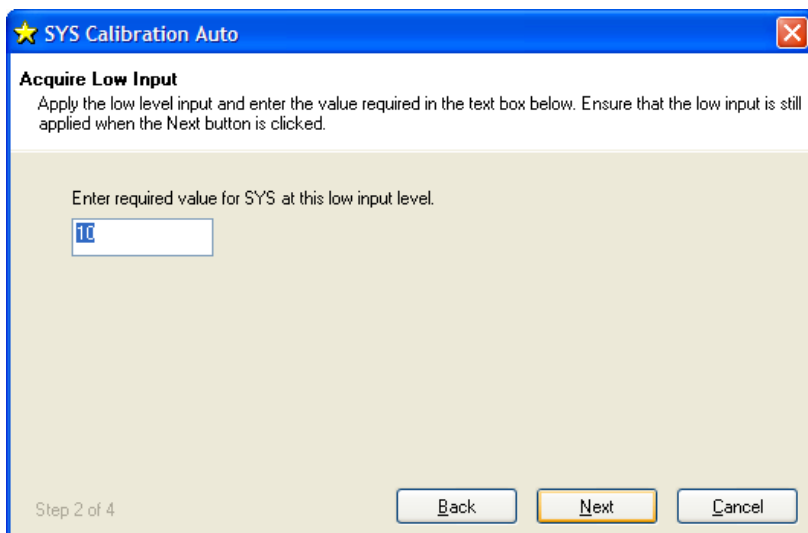 SYS Calibration Auto
Acquire Low Input
Apply the low level input and enter the value required in the text box below. Ensure that the low input is still
applied when the Next button is clicked.
Enter required value for SYS at this low input level.
10
Step 2 of 4
Back
Next
Cancel